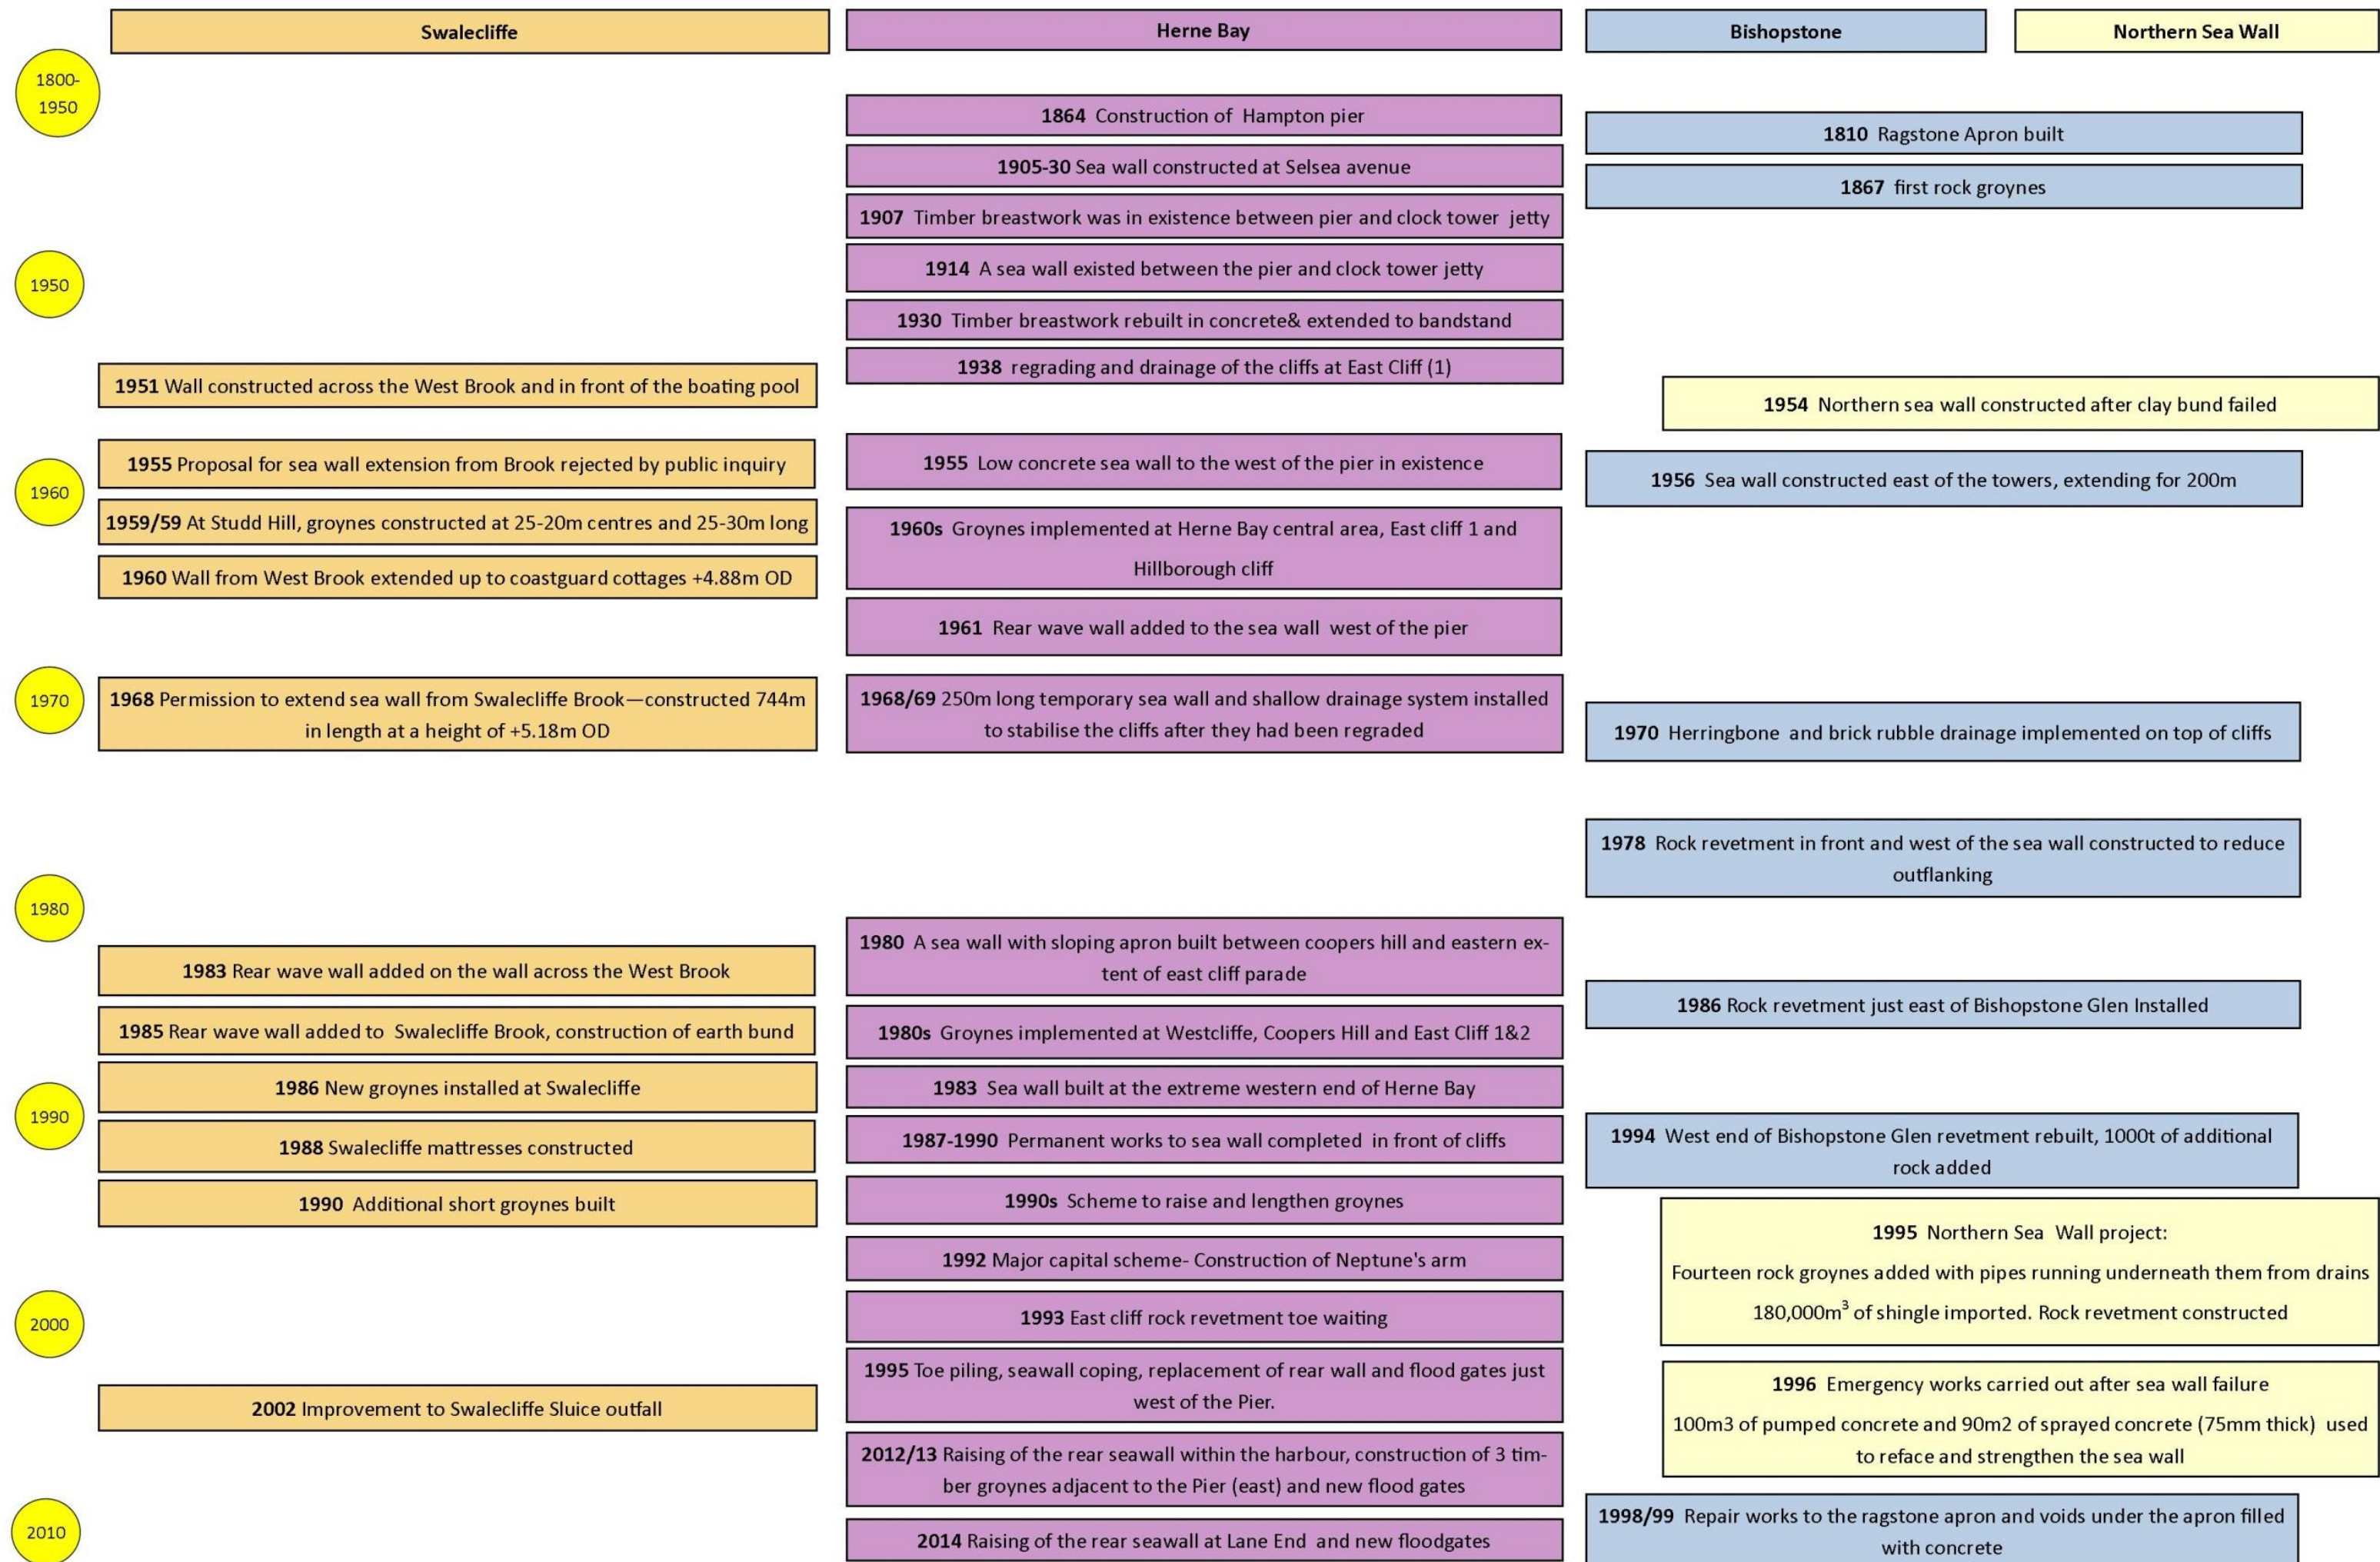 Swalecliffe
Herne Bay
Bishopstone
Northern Sea Wall
1800-
1950
1950
1960
1970
1980
1990
2000
2010
1951 Wall constructed across the West Brook and in front of the boating pool
1955 Proposal for sea wall extension from Brook rejected by public inquiry
1959/59 At Studd Hill, groynes constructed at 25-20m centres and 25-30m long
1960 Wall from West Brook extended up to coastguard cottages +4.88m OD
1968 Permission to extend sea wall from Swalecliffe Brook—constructed 744m
in length at a height of +5.18m OD
1983 Rear wave wall added on the wall across the West Brook
1985 Rear wave wall added to Swalecliffe Brook, construction of earth bund
1986 New groynes installed at Swalecliffe
1988 Swalecliffe mattresses constructed
1990 Additional short groynes built
2002 Improvement to Swalecliffe Sluice outfall
1864 Construction of Hampton pier
1905-30 Sea wall constructed at Selsea avenue
1907 Timber breastwork was in existence between pier and clock tower jetty
1914 A sea wall existed between the pier and clock tower jetty
1930 Timber breastwork rebuilt in concrete& extended to bandstand
1938 regrading and drainage of the cliffs at East Cliff (1)
1955 Low concrete sea wall to the west of the pier in existence
1960s Groynes implemented at Herne Bay central area, East cliff 1 and
Hillborough cliff
1961 Rear wave wall added to the sea wall west of the pier
1968/69 250m long temporary sea wall and shallow drainage system installed
to stabilise the cliffs after they had been regraded
1980 A sea wall with sloping apron built between coopers hill and eastern ex-
tent of east cliff parade
1980s Groynes implemented at Westcliffe, Coopers Hill and East Cliff 1&2
1983 Sea wall built at the extreme western end of Herne Bay
1987-1990 Permanent works to sea wall completed in front of cliffs
1990s Scheme to raise and lengthen groynes
1992 Major capital scheme- Construction of Neptune's arm
1993 East cliff rock revetment toe waiting
1995 Toe piling, seawall coping, replacement of rear wall and flood gates just
west of the Pier.
2012/13 Raising of the rear seawall within the harbour, construction of 3 tim-
ber groynes adjacent to the Pier (east) and new flood gates
2014 Raising of the rear seawall at Lane End and new floodgates
1810 Ragstone Apron built
1867 first rock groynes
1954 Northern sea wall constructed after clay bund failed
1956 Sea wall constructed east of the towers, extending for 200m
1970 Herringbone and brick rubble drainage implemented on top of cliffs
1978 Rock revetment in front and west of the sea wall constructed to reduce
outflanking
1986 Rock revetment just east of Bishopstone Glen Installed
1994 West end of Bishopstone Glen revetment rebuilt, 1000t of additional
rock added
1995 Northern Sea Wall project:
Fourteen rock groynes added with pipes running underneath them from drains
180,000m³ of shingle imported. Rock revetment constructed
1996 Emergency works carried out after sea wall failure
100m3 of pumped concrete and 90m2 of sprayed concrete (75mm thick) used
to reface and strengthen the sea wall
1998/99 Repair works to the ragstone apron and voids under the apron filled
with concrete